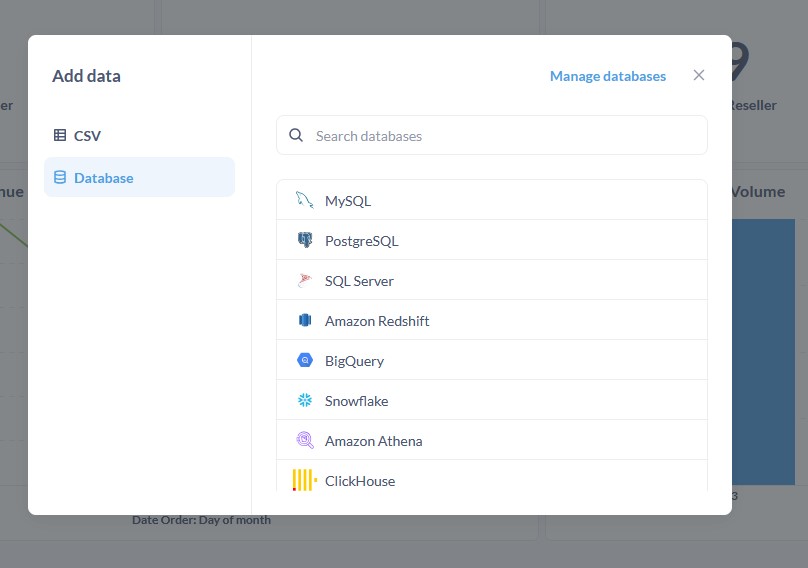 Add data
Manage databases
CSV
Database
Search databases
MySQL
PostgreSQL
SQL Server
Amazon Redshift
BigQuery
Snowflake
Amazon Athena
ClickHouse
9
er
Reseller
nue
Volume
3
Date Order: Day of month